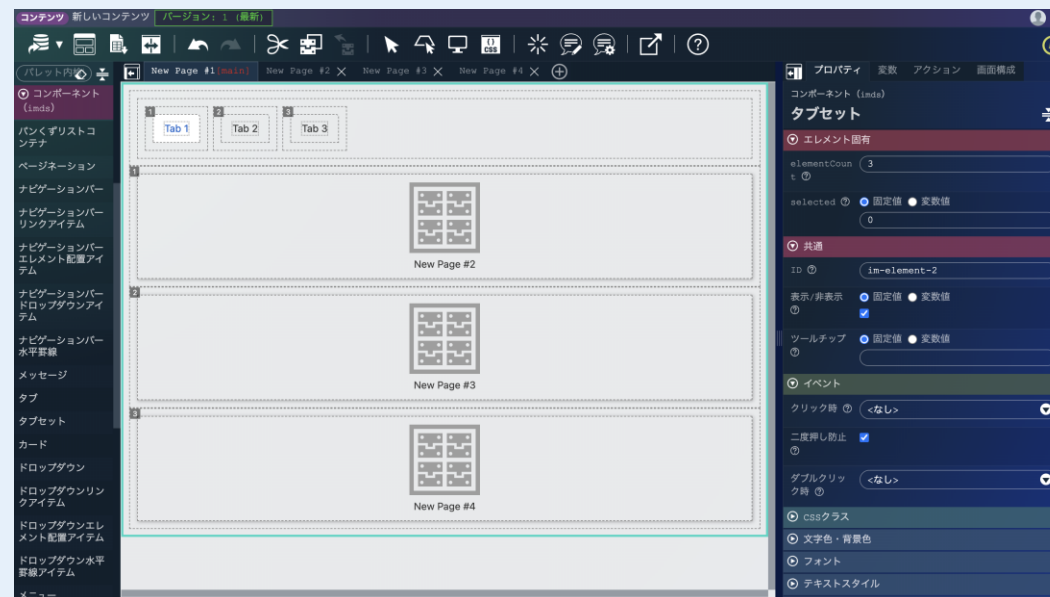 コンテンツ 新しいコンテンツ バージョン: 1 (最新)
パレット内
New Page #1[main] New Page #2 New Page #3 New Page #4
コンポーネント
(imds)
パンくずリストコ
ンテナ
ページネーション
ナビゲーションバー
ナビゲーションバー
リンクアイテム
ナビゲーションバー
エレメント配置アイ
テム
ナビゲーションバー
ドロップダウンアイ
テム
ナビゲーションバー
水平罫線
メッセージ
タブ
タブセット
カード
ドロップダウン
ドロップダウンリン
クアイテム
ドロップダウンエレ
メント配置アイテム
ドロップダウン水平
罫線アイテム
メニュー
1 2 3
Tab 1 Tab 2 Tab 3
1
New Page #2
2
New Page #3
3
New Page #4
プロパティ 変数 アクション 画面構成
コンポーネント (imds)
タブセット
エレメント固有
elementCoun
t 3
selected 固定値 変数値
0
共通
ID im-element-2
表示/非表示 固定値 変数値
ツールチップ 固定値 変数値
イベント
クリック時 <なし>
二度押し防止
ダブルクリッ
ク時 <なし>
CSSクラス
文字色・背景色
フォント
テキストスタイル